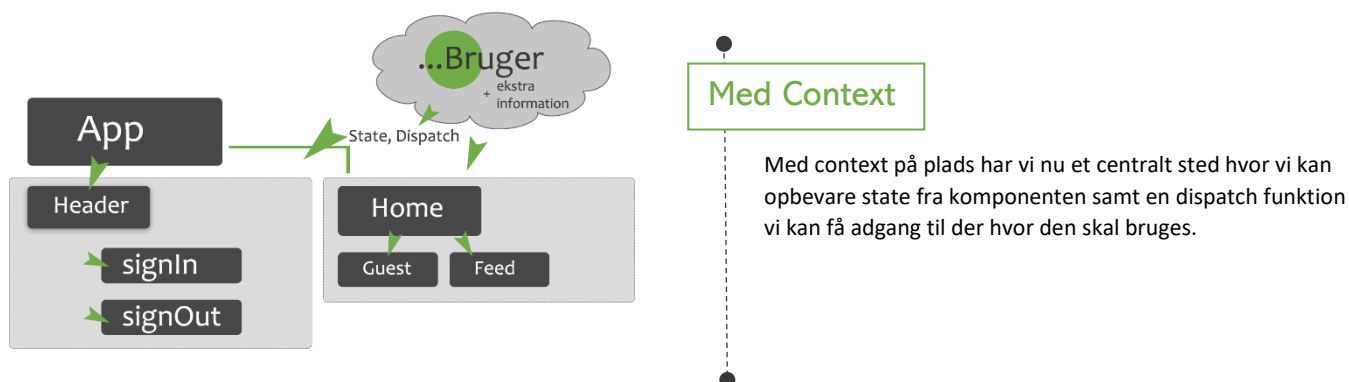 ...Bruger
+ ekstra
information
State, Dispatch
App
Header
signIn
signOut
Home
Guest
Feed
Med Context
Med context på plads har vi nu et centralt sted hvor vi kan
opbevare state fra komponenten samt en dispatch funktion
vi kan få adgang til der hvor den skal bruges.